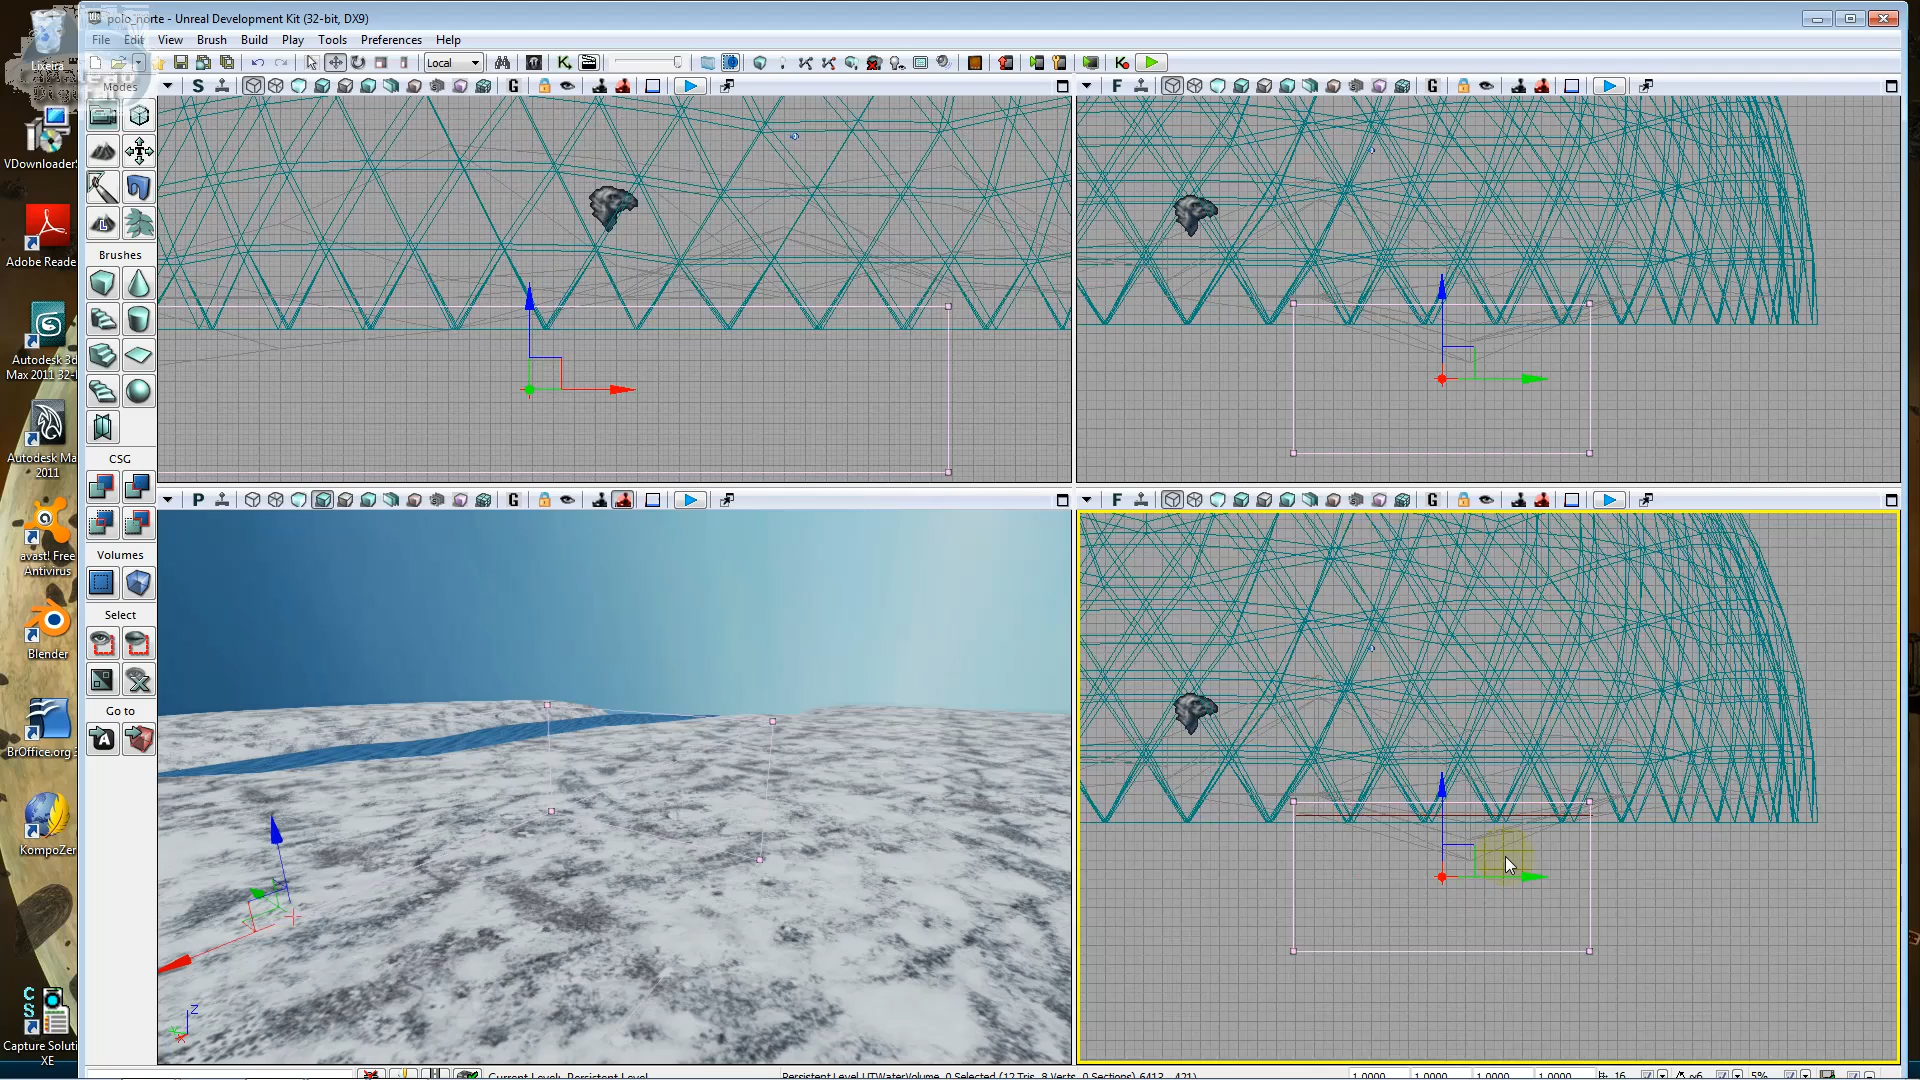 polo_norte - Unreal Development Kit (32-bit, DX9)
File Edit View Brush Build Play Tools Preferences Help
Local
Lixeira
Modes
S
G
F
G
VDownloader
Adobe Reade
Brushes
Autodesk 3d
Max 2011 32-
Autodesk Ma
2011
CSG
P
G
F
G
avast! Free
Antivirus
Volumes
Select
Blender
Go to
BrOffice.org 3
KompoZer
Z
Capture Soluti
XE
Current Level: Persistent Level
Persistent Level.UTWaterVolume_0 Selected (12 Tris, 8 Verts, 0 Sections)
1.0000 1.0000 1.0000 1.0000 16 5%